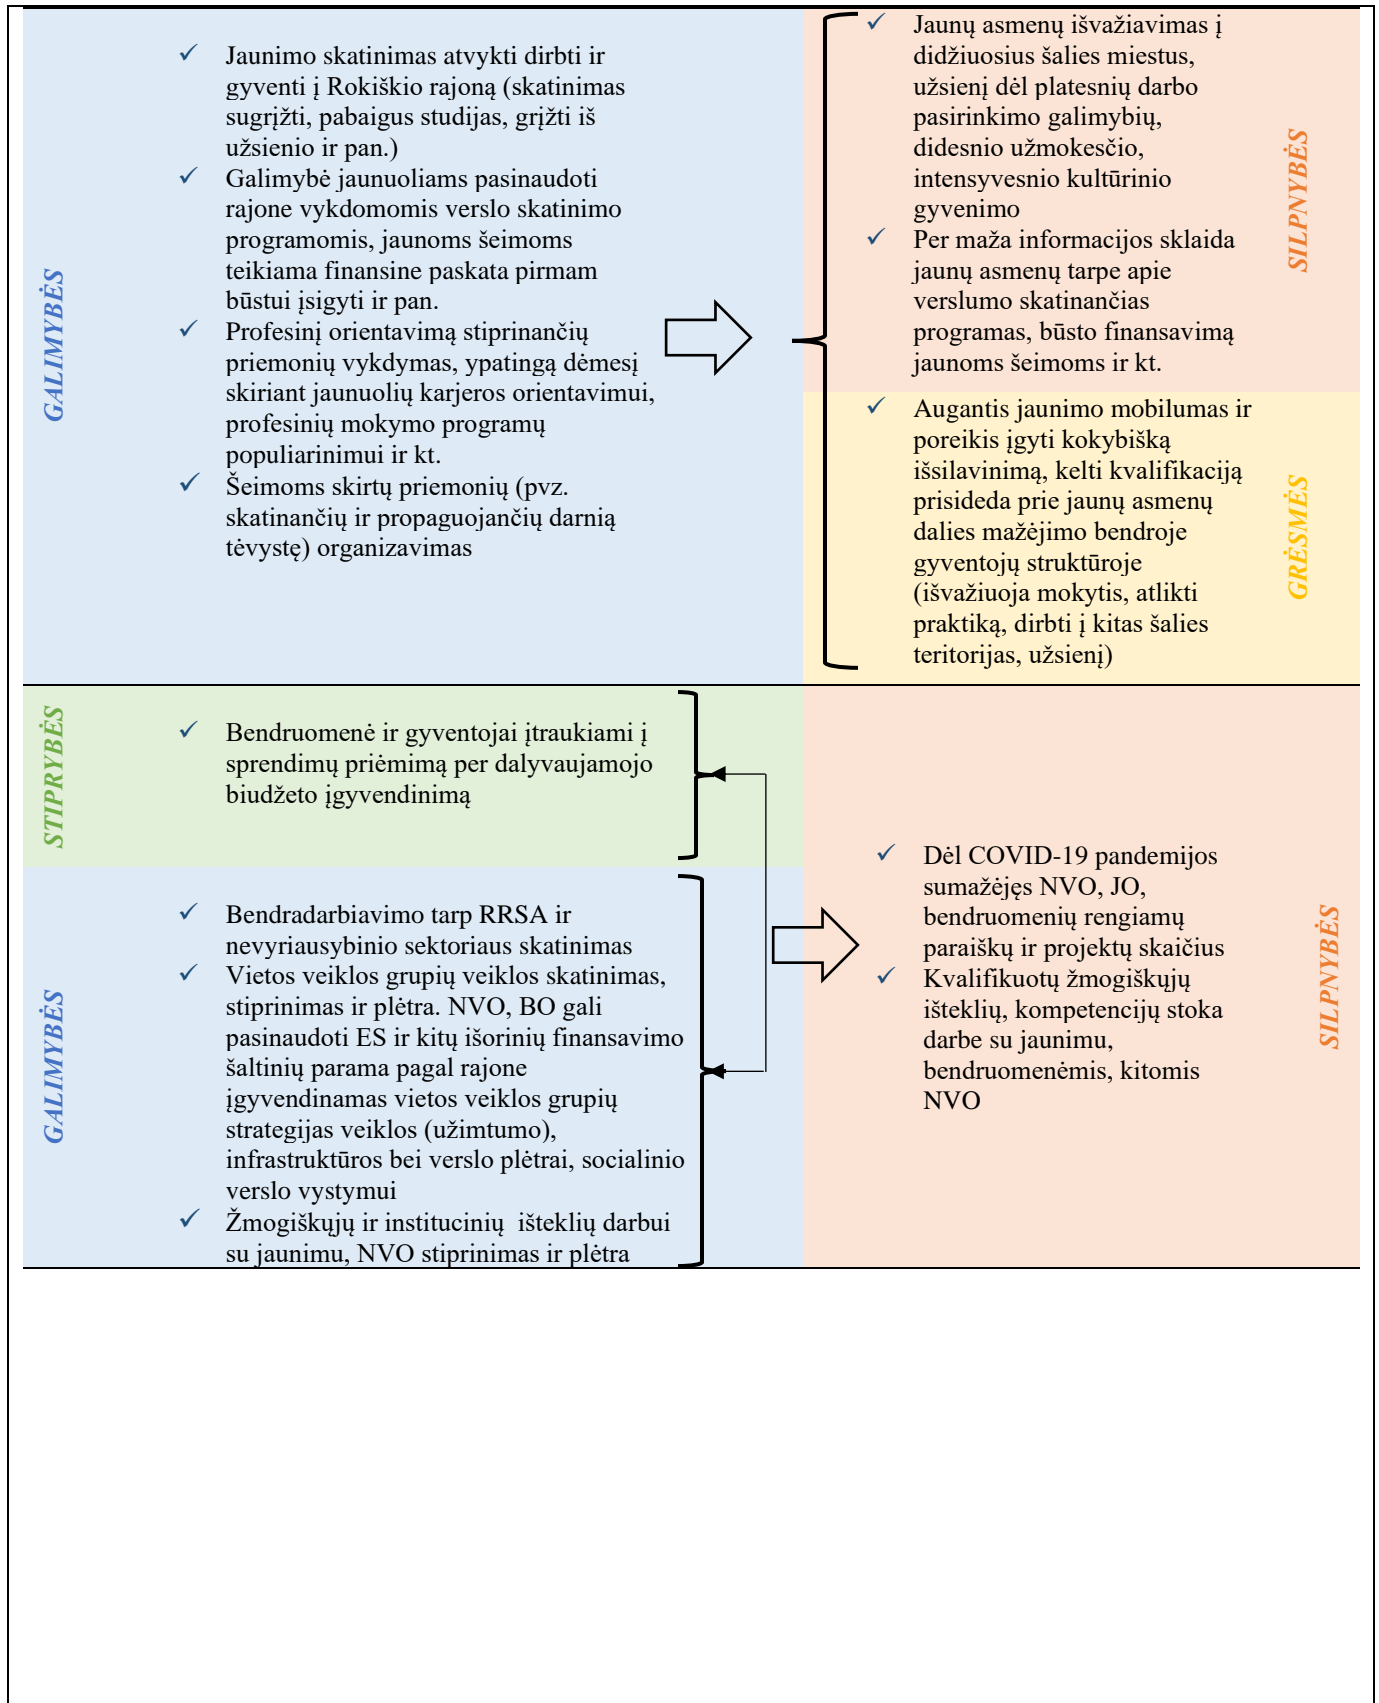 GALIMYBĖS
Jaunimo skatinimas atvykti dirbti ir
gyventi į Rokiškio rajoną (skatinimas
sugrįžti, pabaigus studijas, grįžti iš
užsienio ir pan.)
Galimybė jaunuoliams pasinaudoti
rajone vykdomomis verslo skatinimo
programomis, jaunoms šeimoms
teikiama finansine paskata pirmam
būstui įsigyti ir pan.
Profesinį orientavimą stiprinančių
priemonių vykdymas, ypatingą dėmesį
skiriant jaunuolių karjeros orientavimui,
profesinių mokymo programų
populiarinimui ir kt.
Šeimoms skirtų priemonių (pvz.
skatinančių ir propaguojančių darnią
tėvystę) organizavimas
Jaunų asmenų išvažiavimas į
didžiuosius šalies miestus,
užsienį dėl platesnių darbo
pasirinkimo galimybių,
didesnio užmokesčio,
intensyvesnio kultūrinio
gyvenimo
Per maža informacijos sklaida
jaunų asmenų tarpe apie
verslumo skatinančias
programas, būsto finansavimą
jaunoms šeimoms ir kt.
SILPNYBĖS
Augantis jaunimo mobilumas ir
poreikis įgyti kokybišką
išsilavinimą, kelti kvalifikaciją
prisideda prie jaunų asmenų
dalies mažėjimo bendroje
gyventojų struktūroje
(išvažiuoja mokytis, atlikti
praktiką, dirbti į kitas šalies
teritorijas, užsienį)
GRĖSMĖS
STIPRYBĖS
Bendruomenė ir gyventojai įtraukiami į
sprendimų priėmimą per dalyvaujamojo
biudžeto įgyvendinimą
GALIMYBĖS
Bendradarbiavimo tarp RRSA ir
nevyriausybinio sektoriaus skatinimas
Vietos veiklos grupių veiklos skatinimas,
stiprinimas ir plėtra. NVO, BO gali
pasinaudoti ES ir kitų išorinių finansavimo
šaltinių parama pagal rajone
įgyvendinamas vietos veiklos grupių
strategijas veiklos (užimtumo),
infrastruktūros bei verslo plėtrai, socialinio
verslo vystymui
Žmogiškųjų ir institucinių išteklių darbui
su jaunimu, NVO stiprinimas ir plėtra
Dėl COVID-19 pandemijos
sumažėjęs NVO, JO,
bendruomenių rengiamų
paraiškų ir projektų skaičius
Kvalifikuotų žmogiškųjų
išteklių, kompetencijų stoka
darbe su jaunimu,
bendruomenėmis, kitomis
NVO
SILPNYBĖS